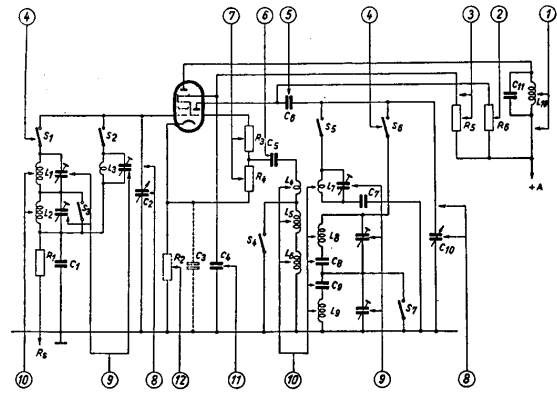 4 7 6 5 4 3 2 1
C11 L10
C6 R5 R6
S1 S2 S5 S6
R3 C5
+A
L1 L3 C2 R4 L4 L7 C7
L2 S3 L5 L8 C10
R1 C1 R2 C3 C4 S4 L6 C8
C9 S7
L9
R6
10 9 8 12 11 10 9 8